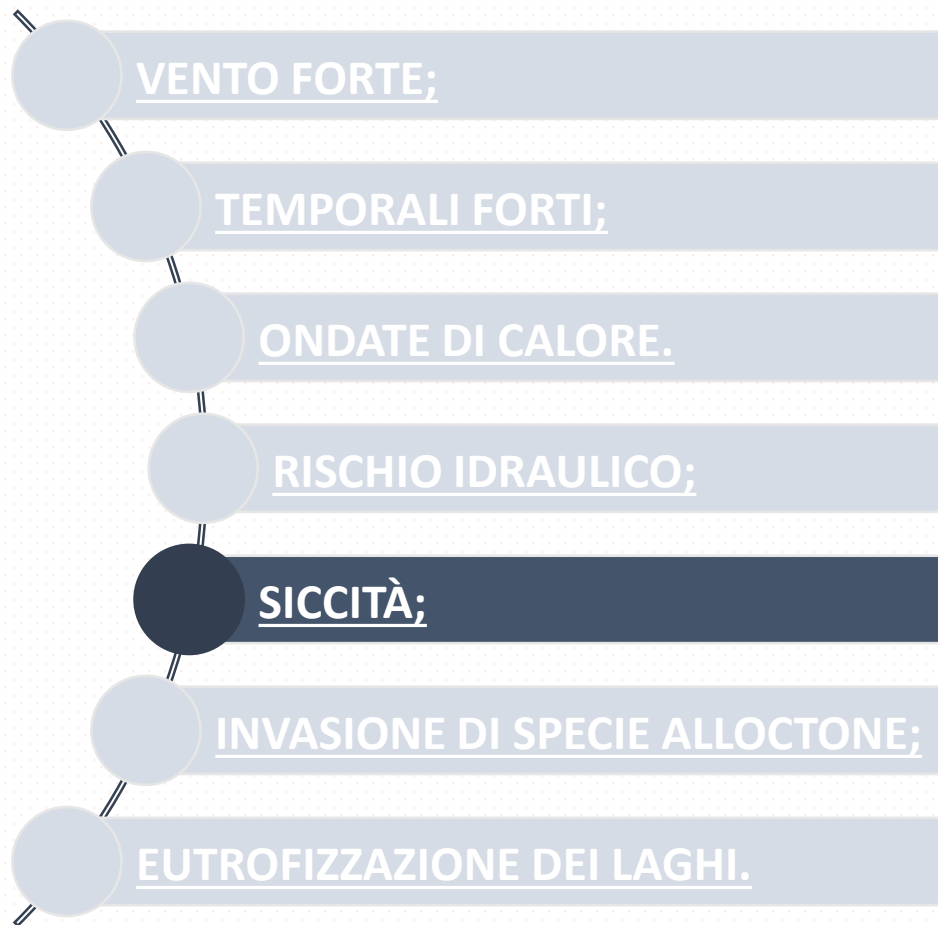 VENTO FORTE;
TEMPORALI FORTI;
ONDATE DI CALORE.
RISCHIO IDRAULICO;
SICCITÀ;
INVASIONE DI SPECIE ALLOCTONE;
EUTROFIZZAZIONE DEI LAGHI.